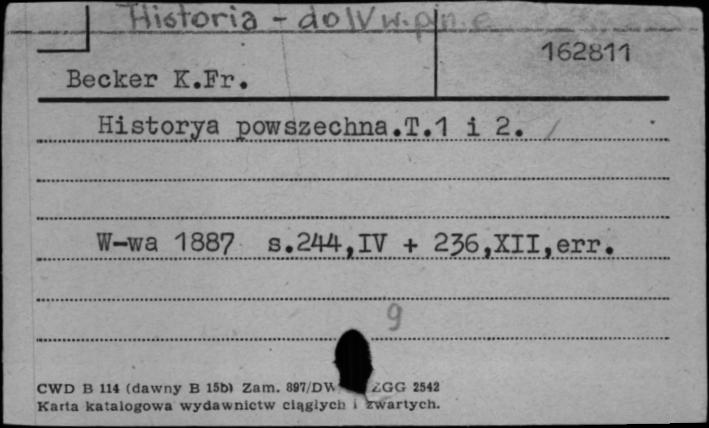 Historia - do IV w. p.n.e.
162811
Becker K.Fr.
Historya powszechna.T.1 i 2.
W-wa 1887 s.244,IV + 236,XII,err.
9
CWD B 114 (dawny B 15b) Zam. 897/DW ZGG 2542
Karta katalogowa wydawnictw ciągłych i zwartych.